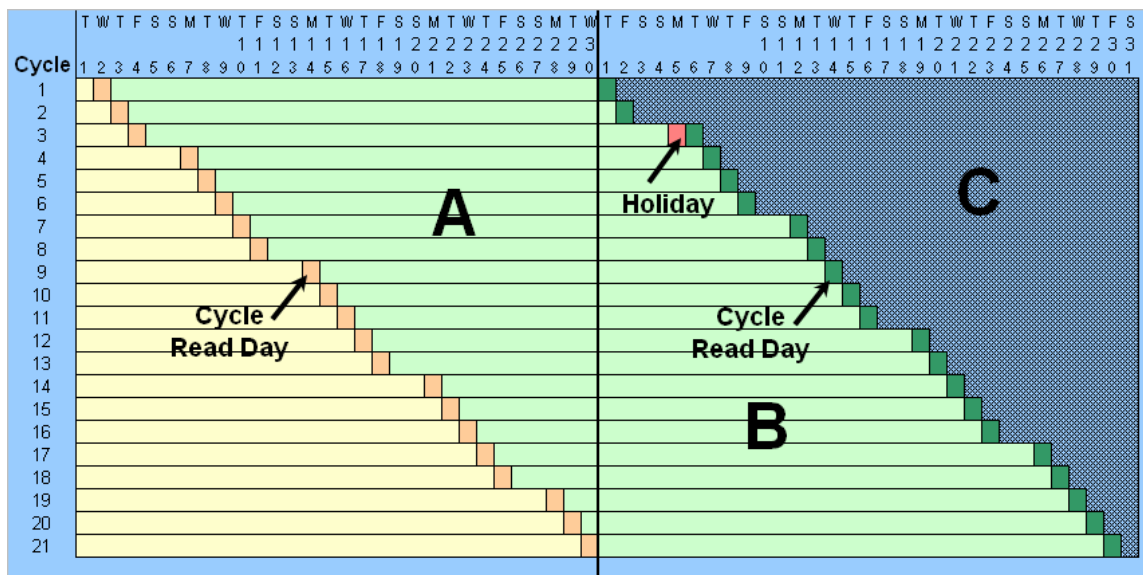 T W T F S S M T W T F S S M T W T F S S M T W T F S S M T W T F S S M T W T F S S M T W T F S S M T W T F S S M T W T F S
1 1 1 1 1 1 1 1 1 1 2 2 2 2 2 2 2 2 2 2 3 1 1 1 1 1 1 1 1 1 1 2 2 2 2 2 2 2 2 2 2 3 3
Cycle 1 2 3 4 5 6 7 8 9 0 1 2 3 4 5 6 7 8 9 0 1 2 3 4 5 6 7 8 9 0 1 2 3 4 5 6 7 8 9 0 1 2 3 4 5 6 7 8 9 0 1 2 3 4 5 6 7 8 9 0 1
1
2
3
4
5
6
7
8
9
10
11
12
13
14
15
16
17
18
19
20
21
A
Cycle
Read Day
Holiday
C
Cycle
Read Day
B